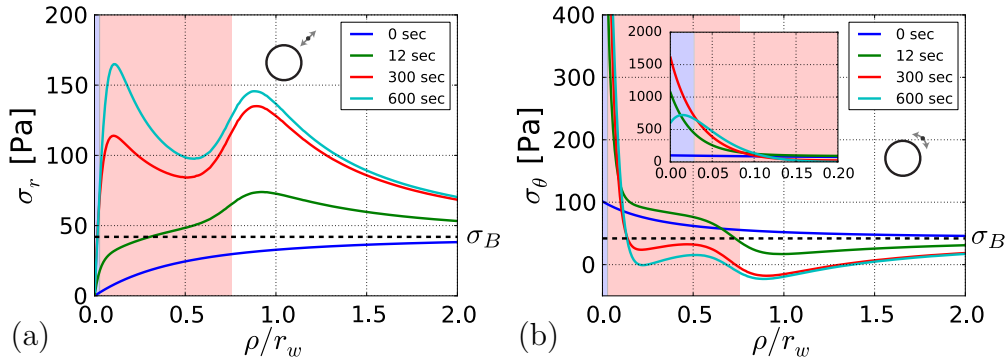 200
150
100
50
0
σr [Pa]
0 sec
12 sec
300 sec
600 sec
σB
0.0 0.5 1.0 1.5 2.0
(a) ρ/rw
400
300
200
100
0
σθ [Pa]
2000
1500
1000
500
0
0.00 0.05 0.10 0.20
0 sec
12 sec
300 sec
600 sec
σB
0.0 0.5 1.0 1.5 2.0
(b) ρ/rw